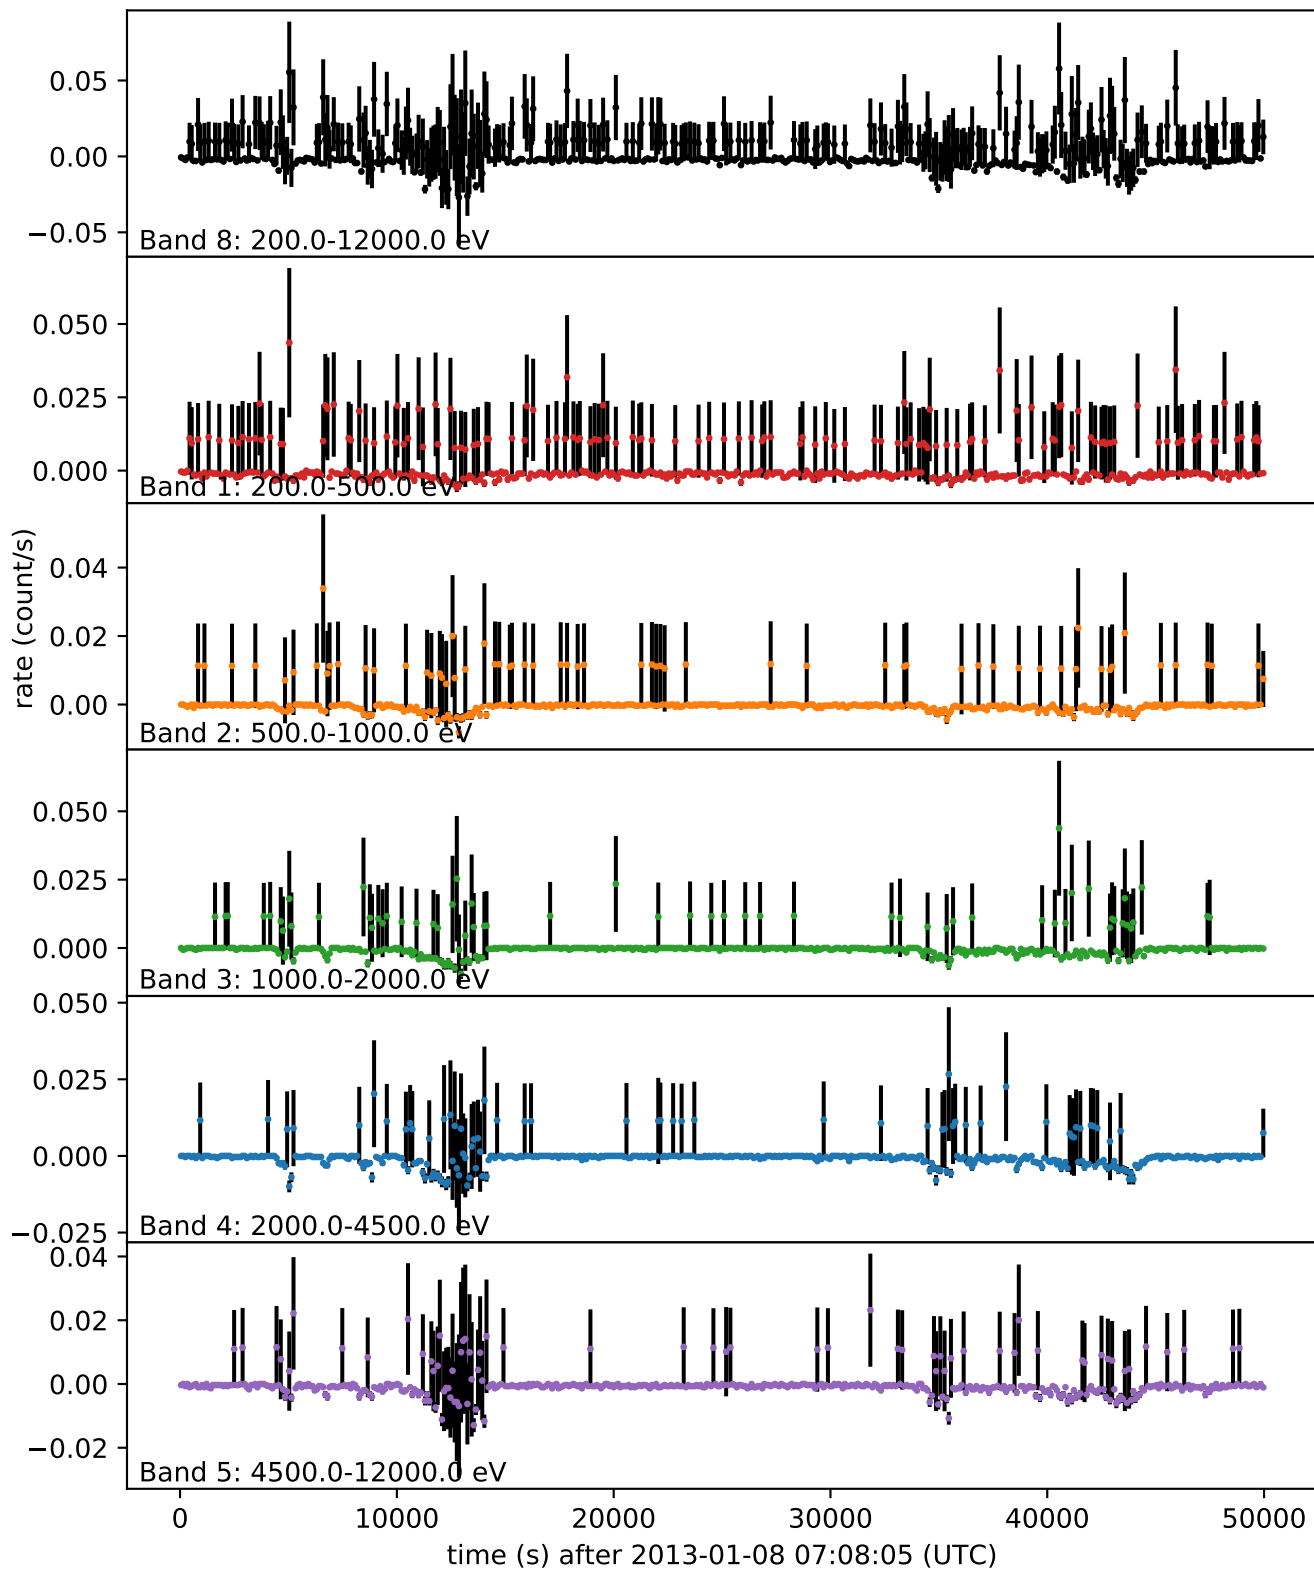 0.05
0.00
−0.05
Band 8: 200.0-12000.0 eV
0.050
0.025
0.000
Band 1: 200.0-500.0 eV
rate (count/s)
0.04
0.02
0.00
Band 2: 500.0-1000.0 eV
0.050
0.025
0.000
Band 3: 1000.0-2000.0 eV
0.050
0.025
0.000
−0.025
Band 4: 2000.0-4500.0 eV
0.04
0.02
0.00
−0.02
Band 5: 4500.0-12000.0 eV
0 10000 20000 30000 40000 50000
time (s) after 2013-01-08 07:08:05 (UTC)